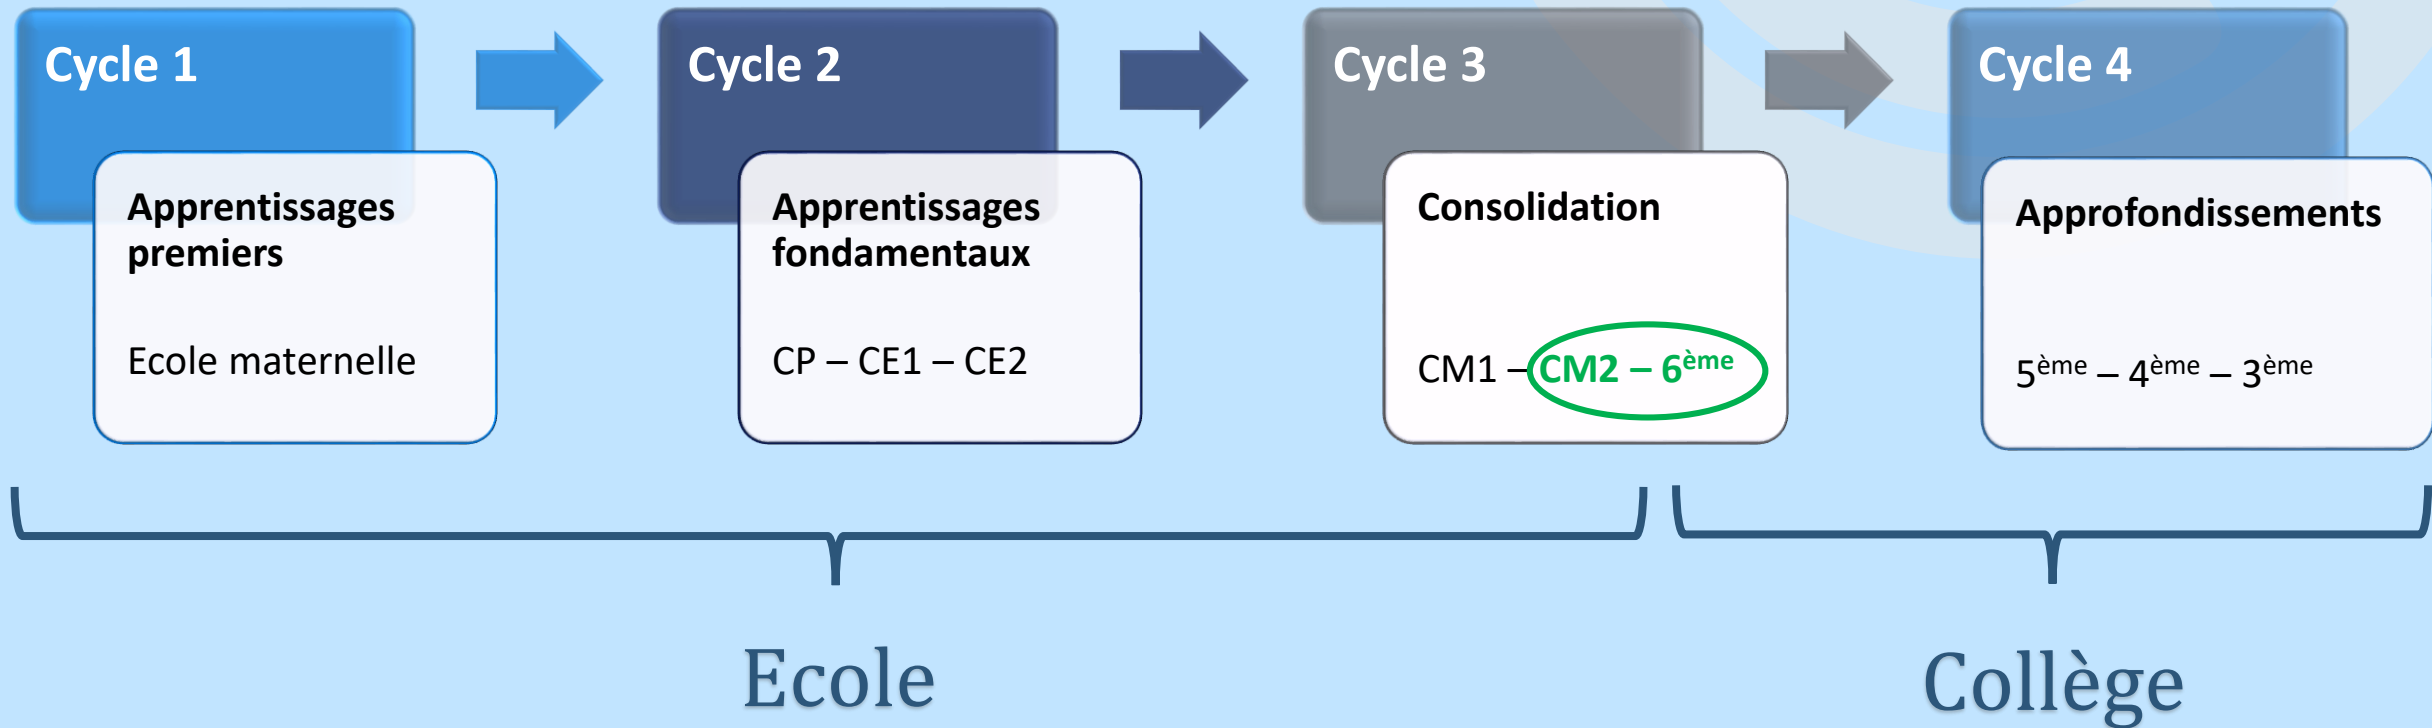 Cycle 1
Apprentissages
premiers
Ecole maternelle
Cycle 2
Apprentissages
fondamentaux
CP – CE1 – CE2
Cycle 3
Consolidation
CM1 – CM2 – 6ème
Cycle 4
Approfondissements
5ème – 4ème – 3ème
Ecole
Collège